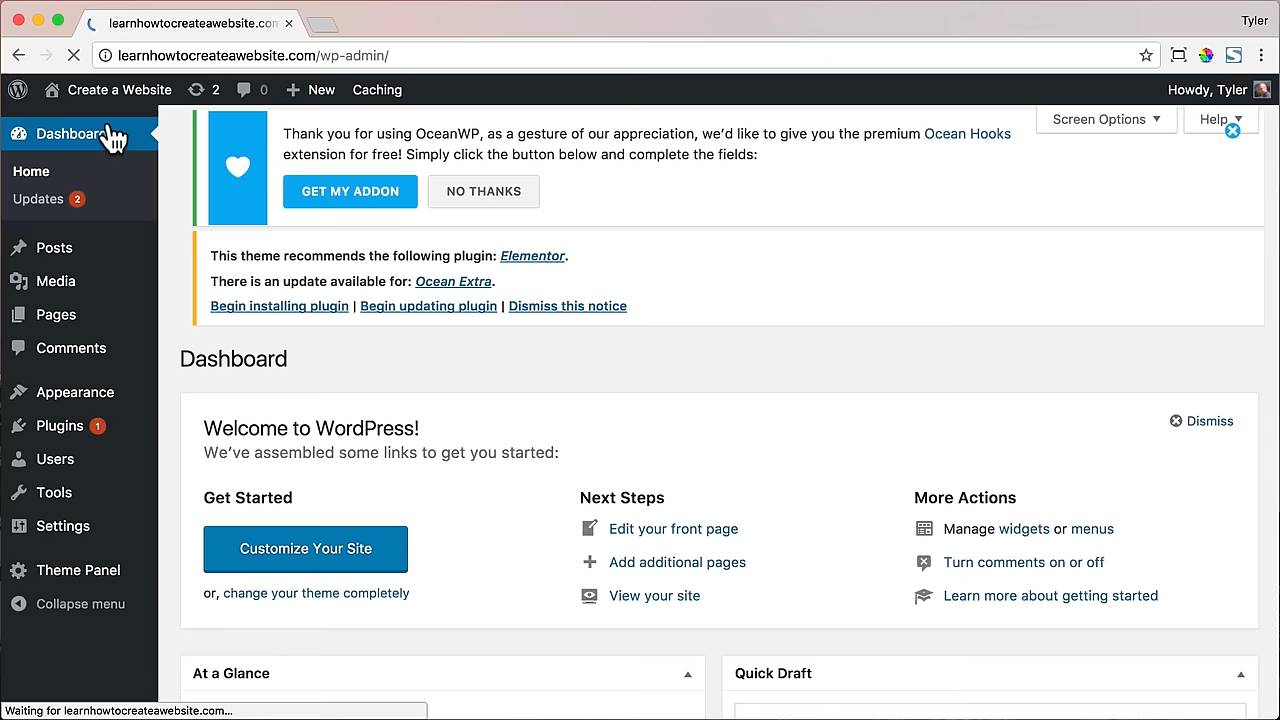 learnhowtocreateawebsite.com
Tyler
learnhowtocreateawebsite.com/wp-admin/
Create a Website 2 0 New Caching Howdy, Tyler
Dashboard
Home
Updates 2
Posts
Media
Pages
Comments
Appearance
Plugins 1
Users
Tools
Settings
Theme Panel
Collapse menu
Screen Options Help
Thank you for using OceanWP, as a gesture of our appreciation, we'd like to give you the premium Ocean Hooks
extension for free! Simply click the button below and complete the fields:
GET MY ADDON NO THANKS
This theme recommends the following plugin: Elementor.
There is an update available for: Ocean Extra.
Begin installing plugin | Begin updating plugin | Dismiss this notice
Dashboard
Welcome to WordPress!
Dismiss
We've assembled some links to get you started:
Get Started
Customize Your Site
or, change your theme completely
Next Steps
Edit your front page
Add additional pages
View your site
More Actions
Manage widgets or menus
Turn comments on or off
Learn more about getting started
At a Glance
Quick Draft
Waiting for learnhowtocreateawebsite.com...